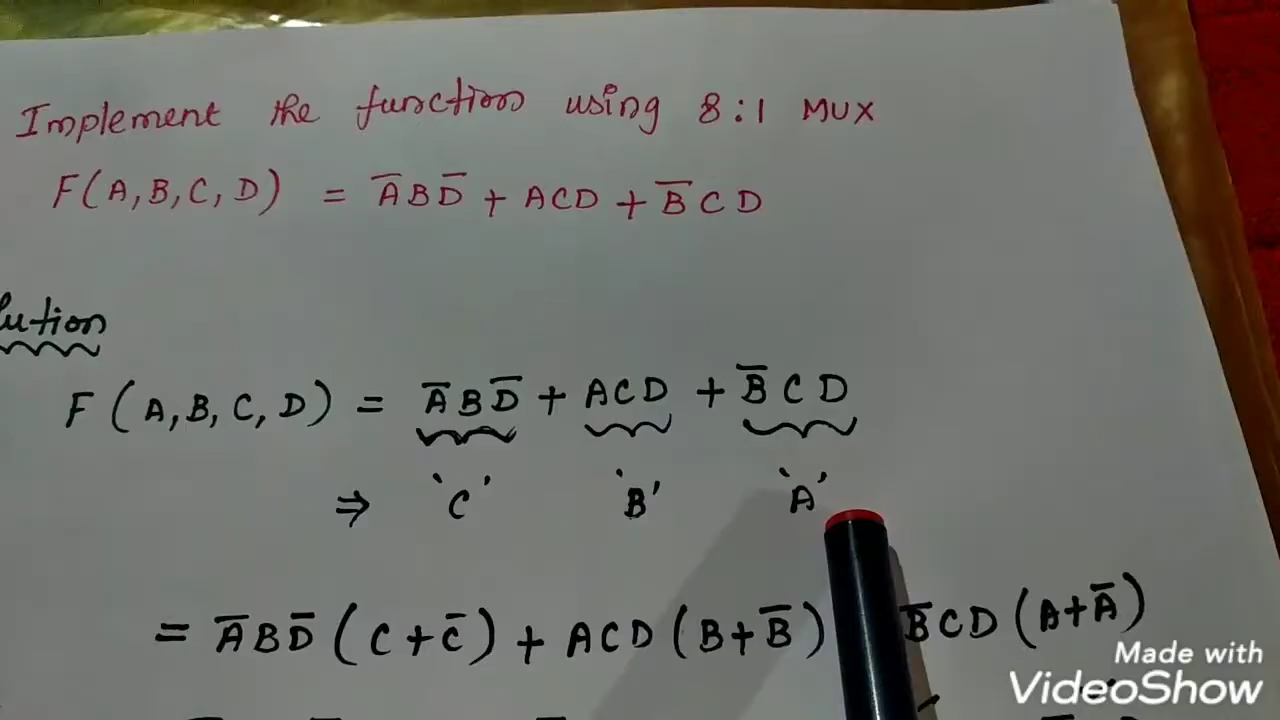 Implement the function using 8:1 MUX
F(A,B,C,D) = A̅BD̅ + ACD + B̅CD
lution
F(A,B,C,D) = A̅BD̅ + ACD + B̅CD
⇒ 'C' 'B' 'A'
= A̅BD̅(C+C̅) + ACD(B+B̅) B̅CD(A+A̅)
Made with
VideoShow